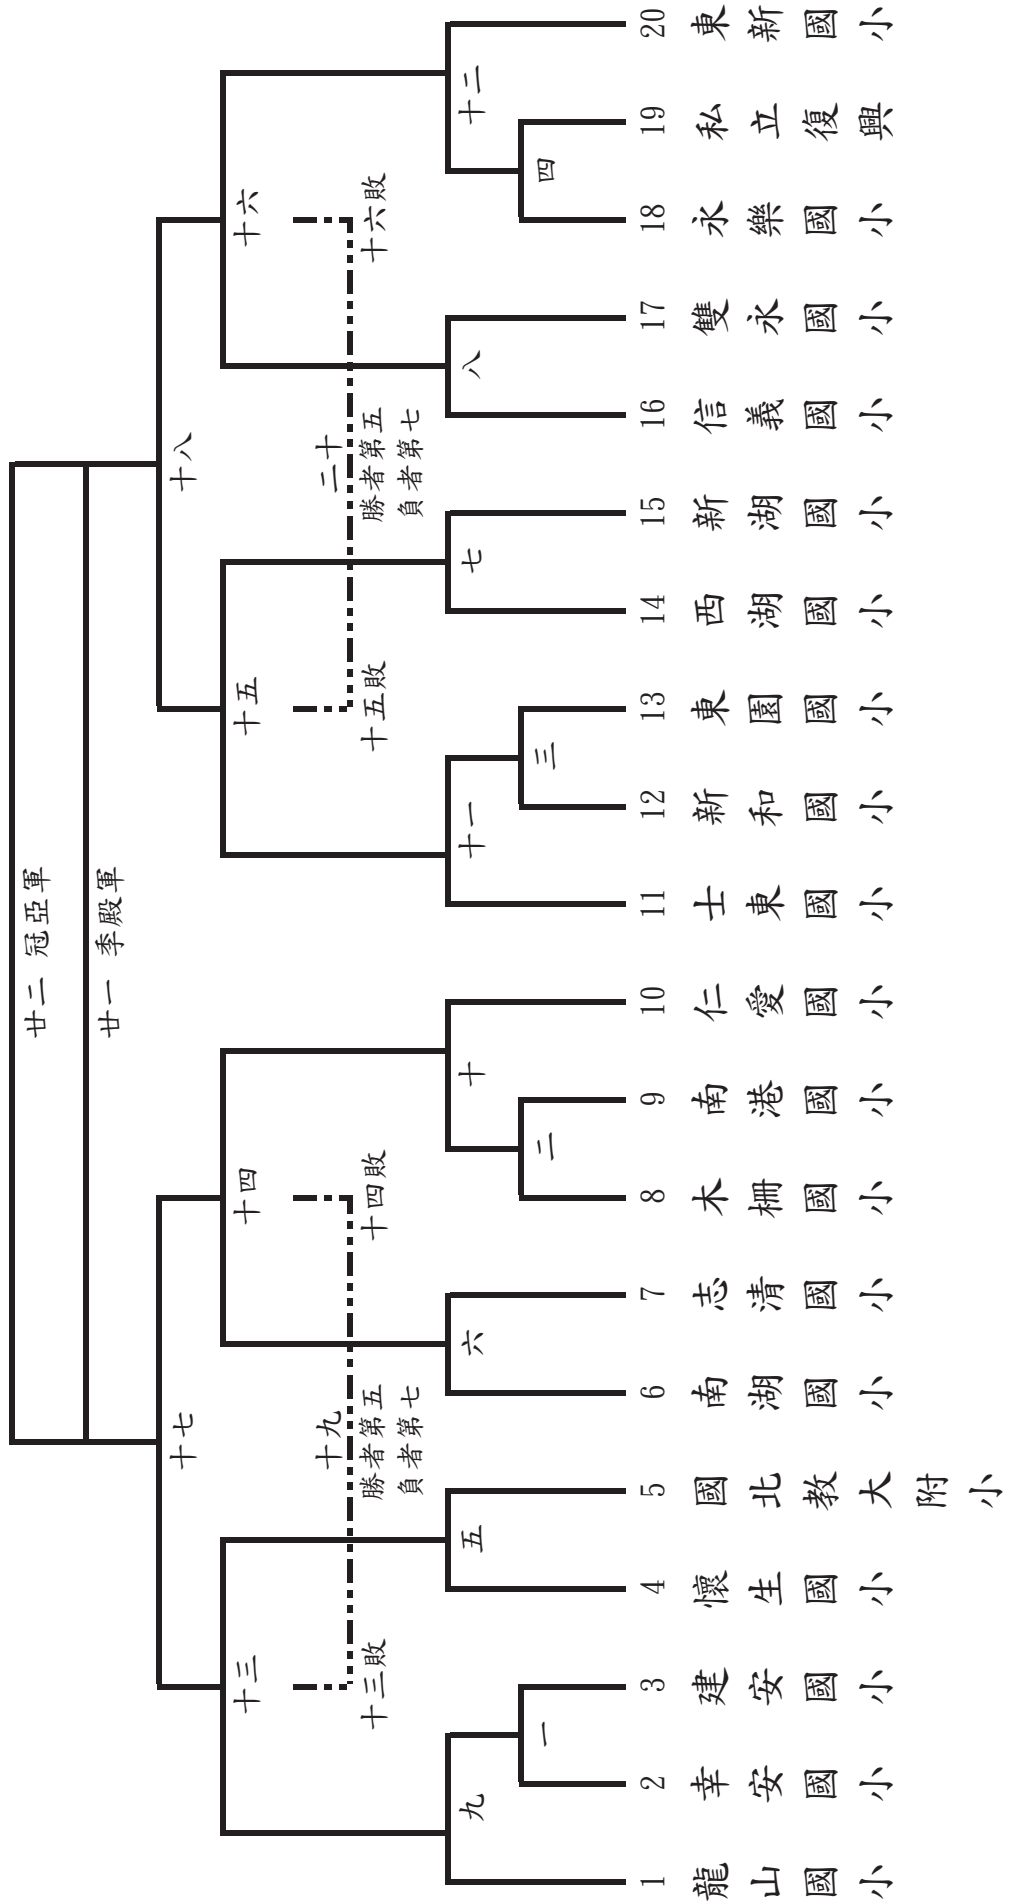 廿二 冠亞軍
廿一 季殿軍
十七
十八
十三
十四
十五
十六
十九
勝者第五
負者第七
二十
勝者第五
負者第七
十三敗
十四敗
十五敗
十六敗
九
五
六
十
十一
七
八
十二
一
二
三
四
1 龍山國小
2 幸安國小
3 建安國小
4 懷生國小
5 國北教大附小
6 南湖國小
7 志清國小
8 木柵國小
9 南港國小
10 仁愛國小
11 士東國小
12 新和國小
13 東園國小
14 西湖國小
15 新湖國小
16 信義國小
17 雙永國小
18 永樂國小
19 私立復興
20 東新國小